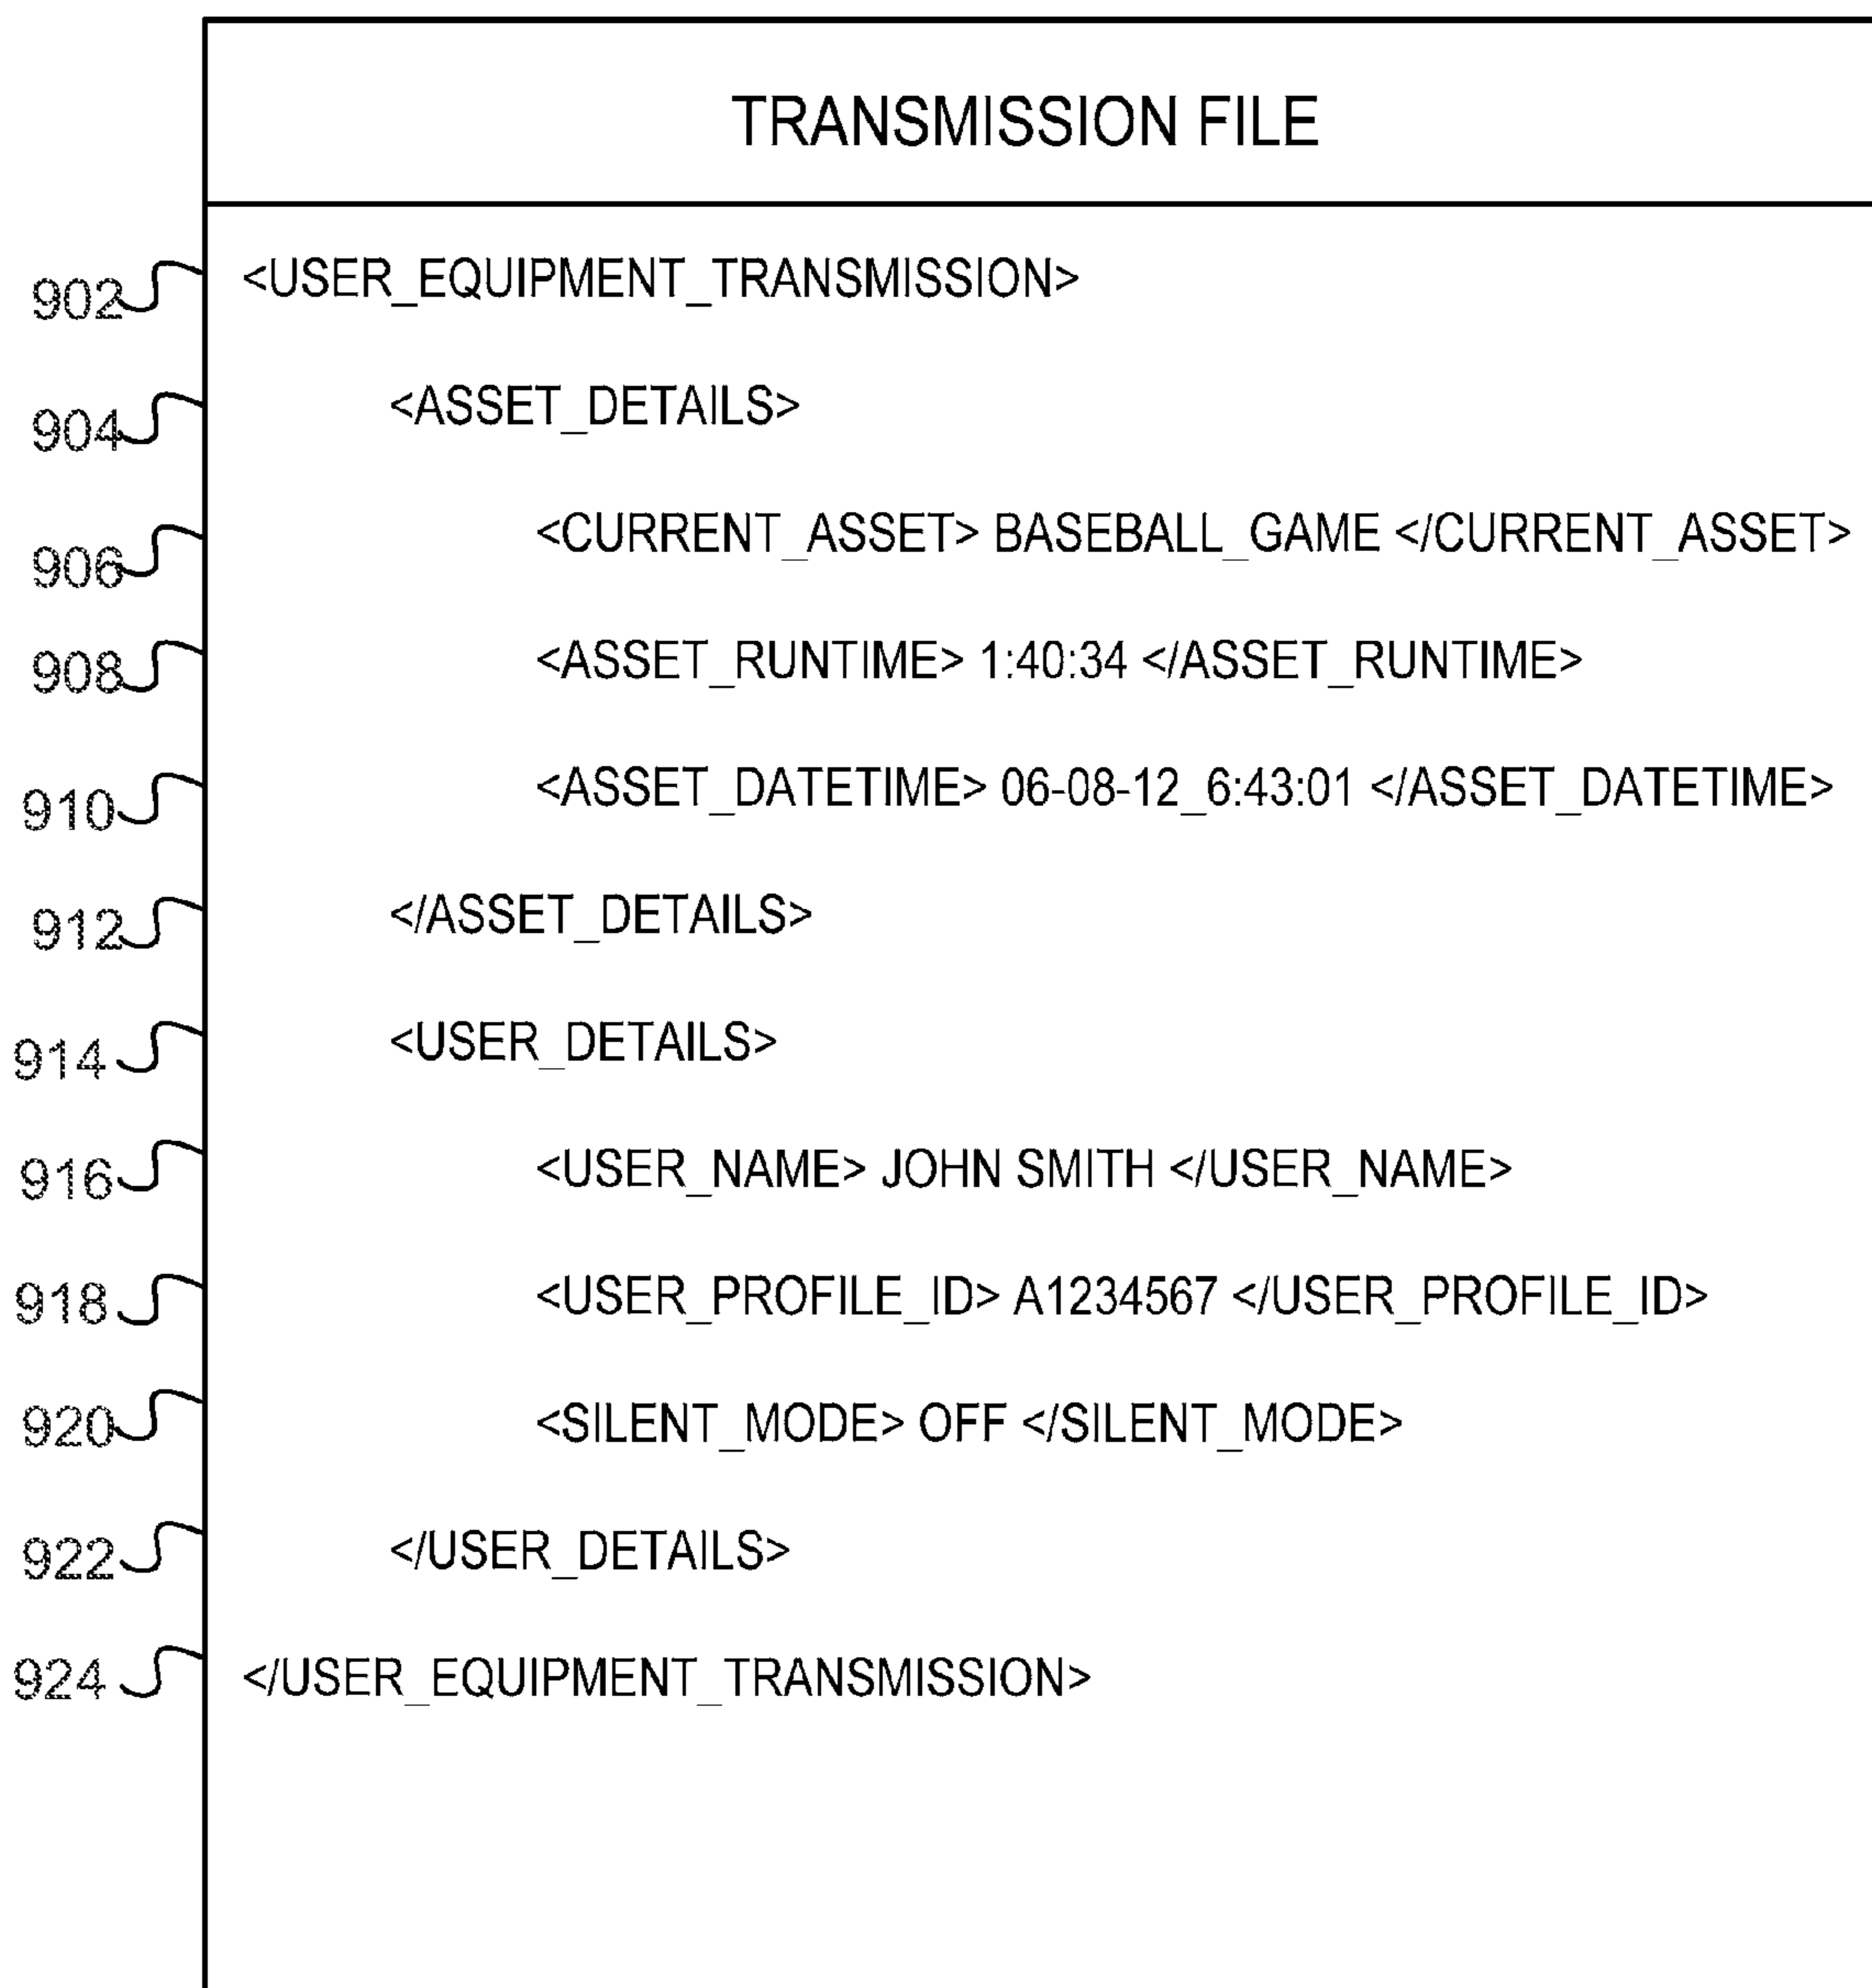 TRANSMISSION FILE
902 <USER_EQUIPMENT_TRANSMISSION>
904 <ASSET_DETAILS>
906 <CURRENT_ASSET> BASEBALL_GAME </CURRENT_ASSET>
908 <ASSET_RUNTIME> 1:40:34 </ASSET_RUNTIME>
910 <ASSET_DATETIME> 06-08-12_6:43:01 </ASSET_DATETIME>
912 </ASSET_DETAILS>
914 <USER_DETAILS>
916 <USER_NAME> JOHN SMITH </USER_NAME>
918 <USER_PROFILE_ID> A1234567 </USER_PROFILE_ID>
920 <SILENT_MODE> OFF </SILENT_MODE>
922 </USER_DETAILS>
924 </USER_EQUIPMENT_TRANSMISSION>